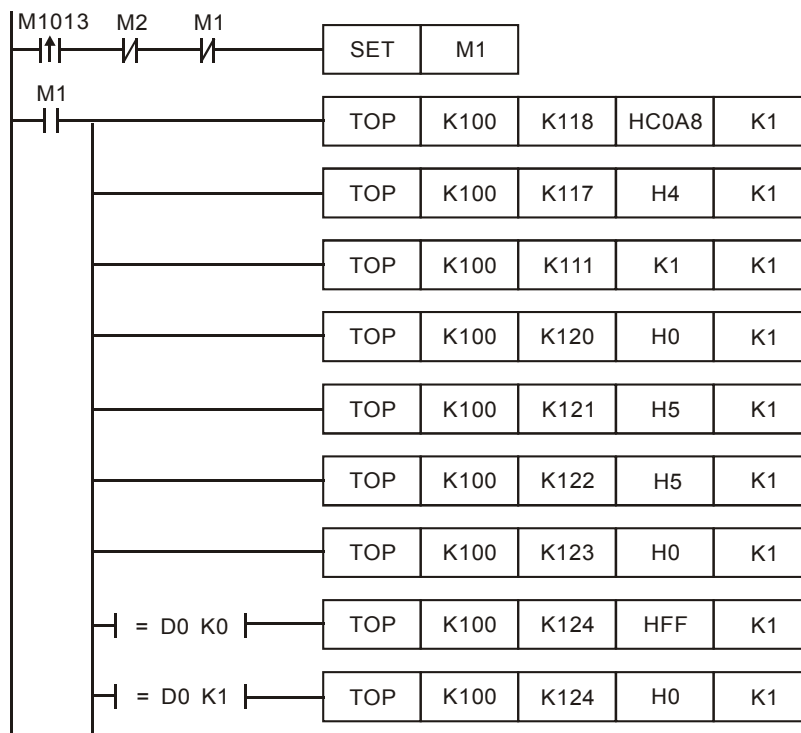 M1013 M2 M1
SET M1
M1
TOP K100 K118 HC0A8 K1
TOP K100 K117 H4 K1
TOP K100 K111 K1 K1
TOP K100 K120 H0 K1
TOP K100 K121 H5 K1
TOP K100 K122 H5 K1
TOP K100 K123 H0 K1
= D0 K0 TOP K100 K124 HFF K1
= D0 K1 TOP K100 K124 H0 K1